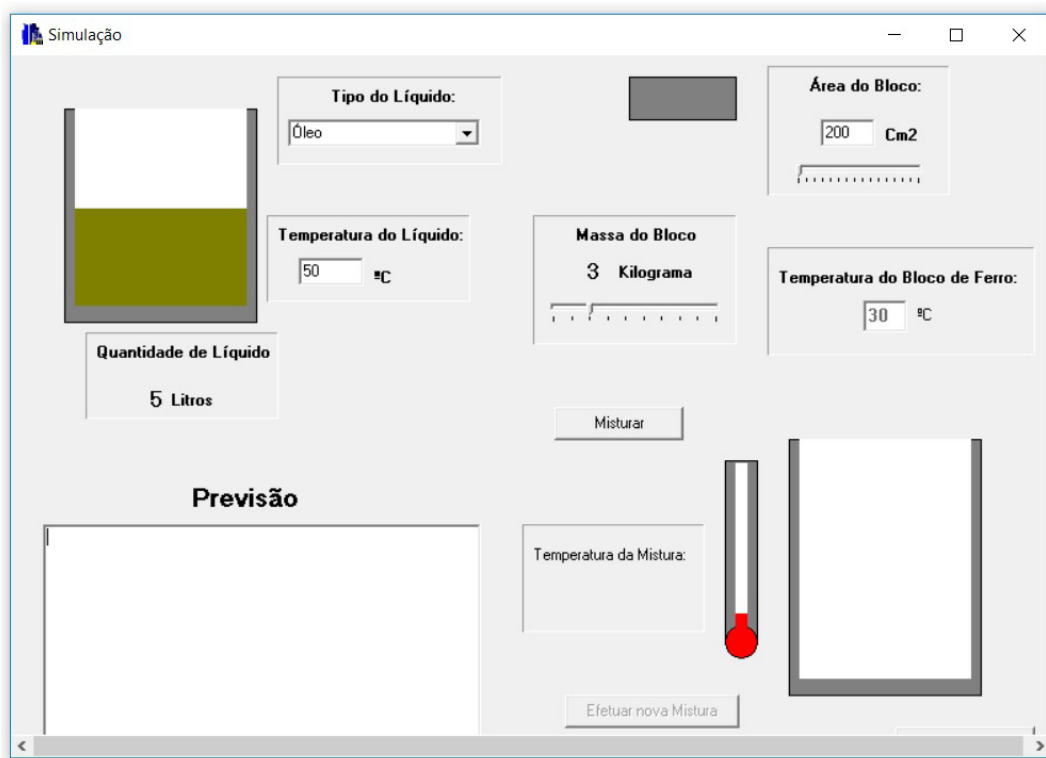 Simulação
Tipo do Líquido:
Óleo
Área do Bloco:
200 Cm2
Temperatura do Líquido:
50 ºC
Massa do Bloco
3 Kilograma
Temperatura do Bloco de Ferro:
30 ºC
Quantidade de Líquido
5 Litros
Misturar
Previsão
Temperatura da Mistura:
Efetuar nova Mistura